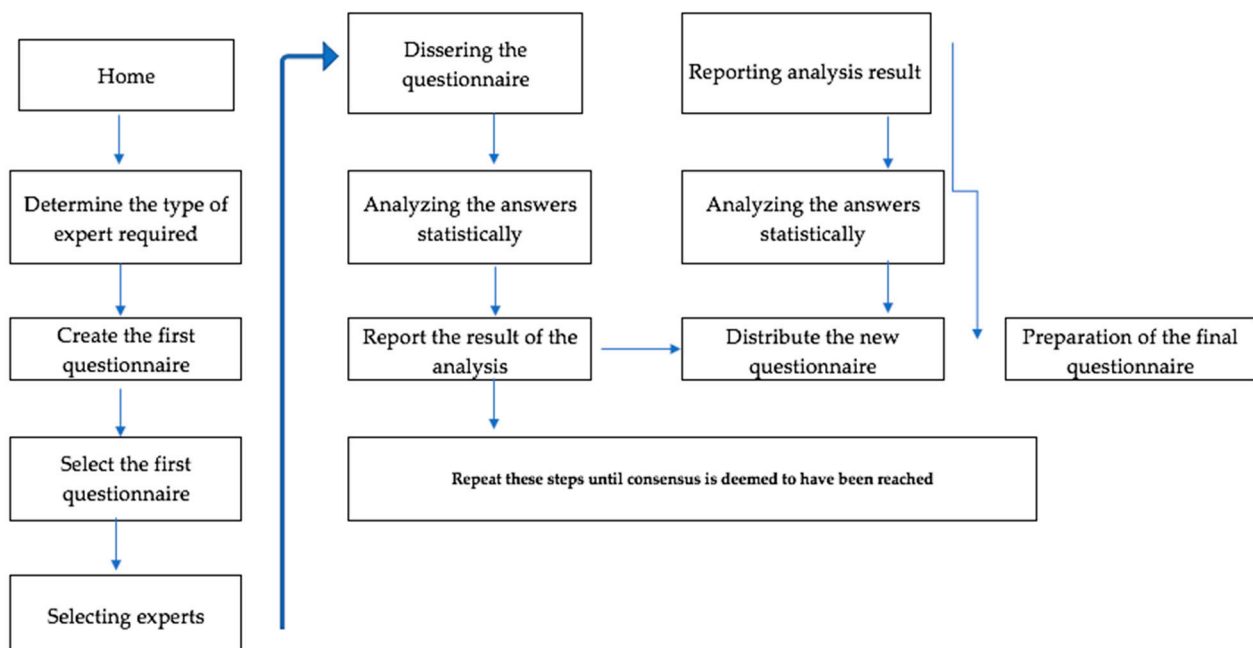 Home
Determine the type of
expert required
Create the first
questionnaire
Select the first
questionnaire
Selecting experts
Dissering the
questionnaire
Analyzing the answers
statistically
Report the result of the
analysis
Repeat these steps until consensus is deemed to have been reached
Reporting analysis result
Analyzing the answers
statistically
Distribute the new
questionnaire
Preparation of the final
questionnaire